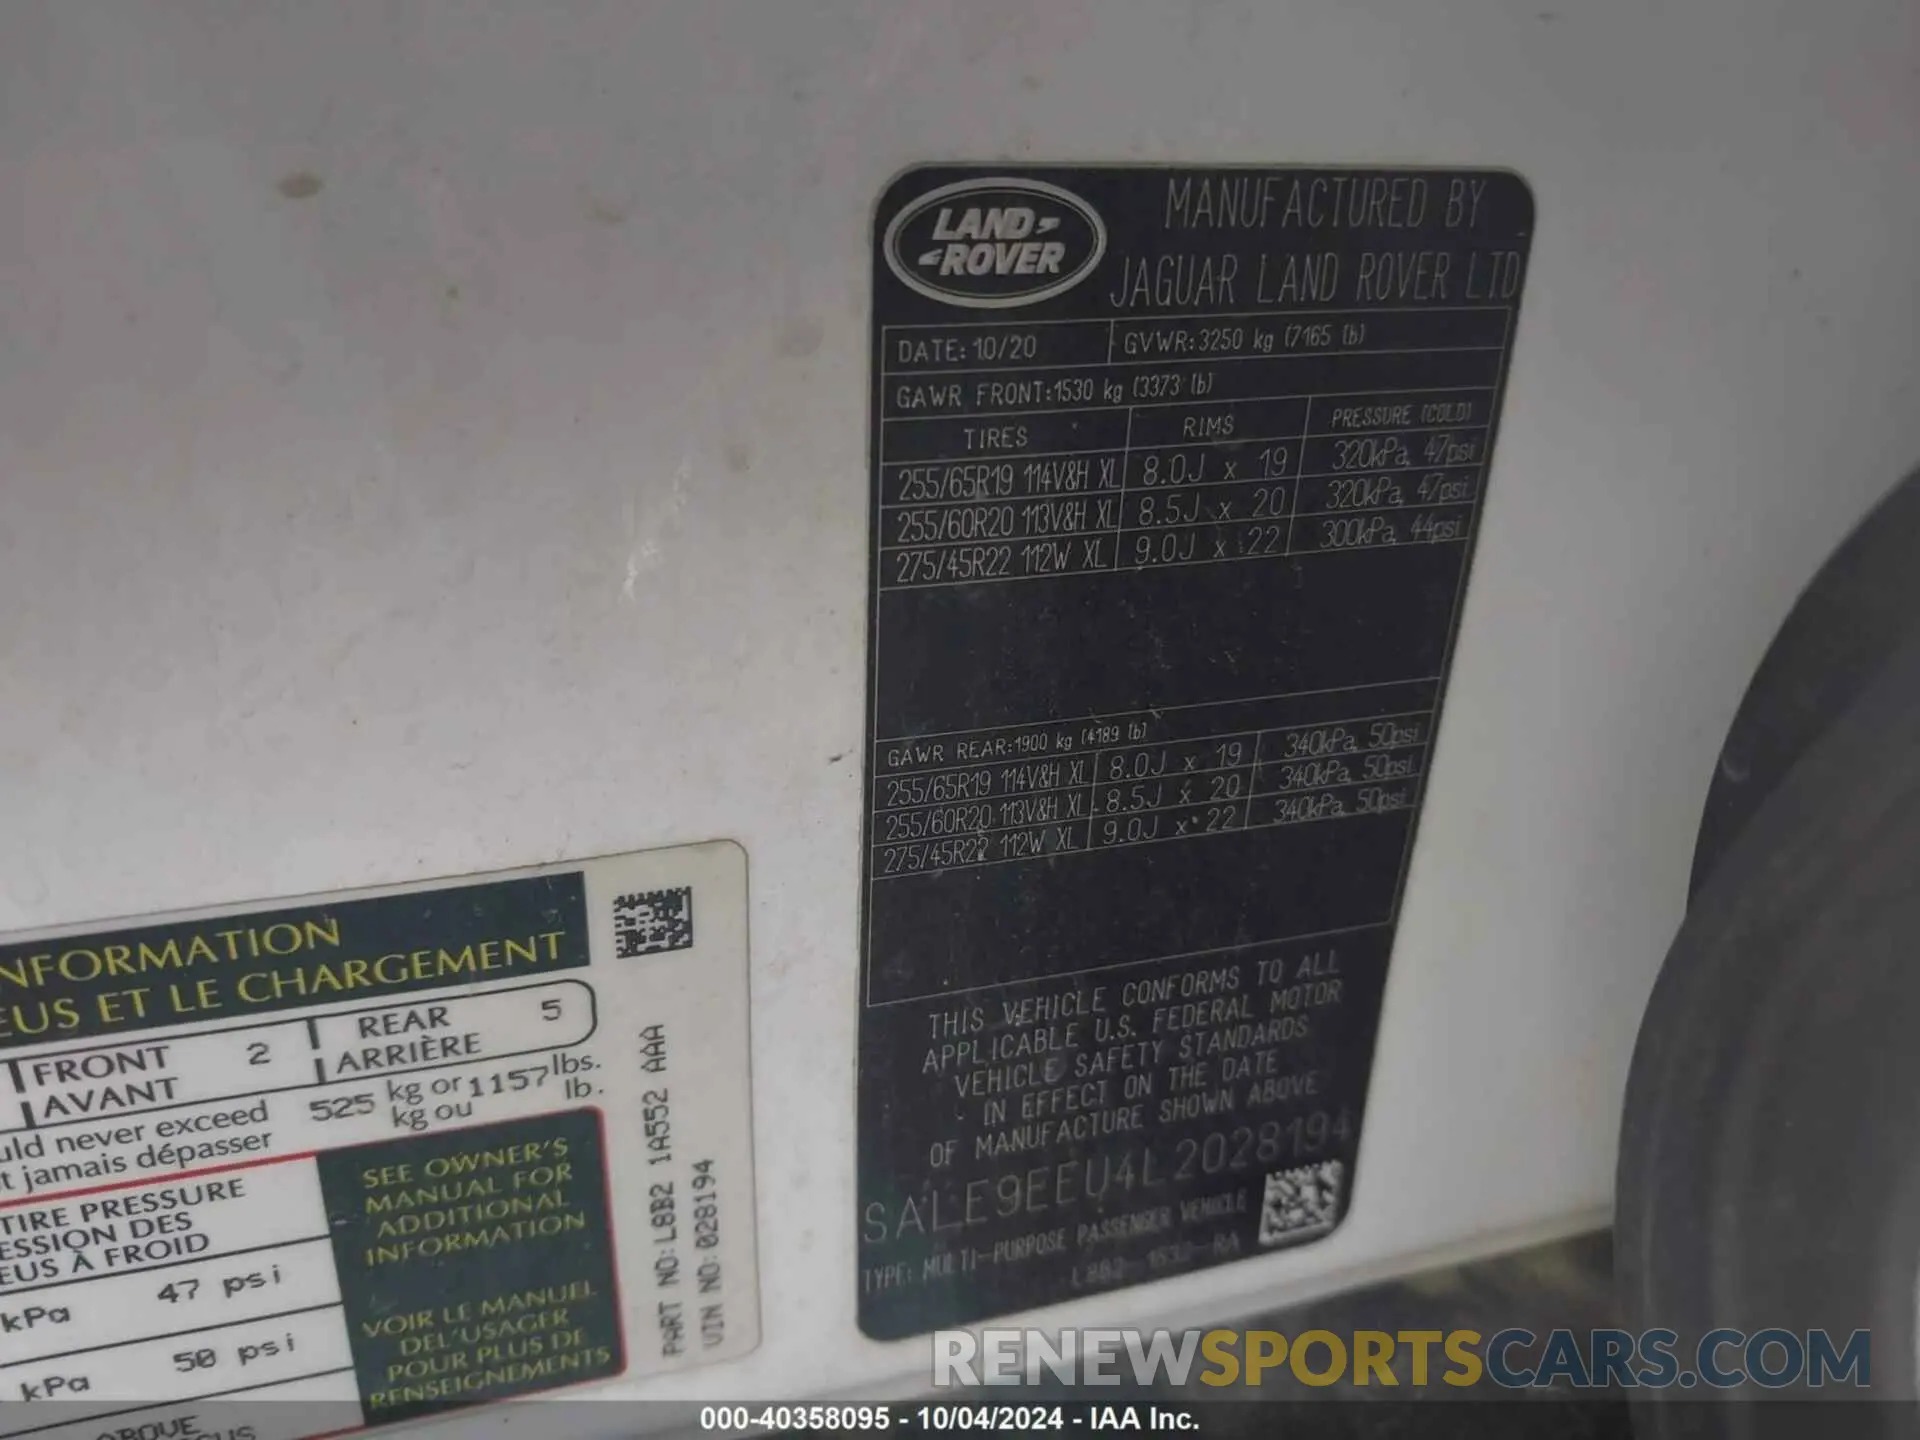 LAND
ROVER
MANUFACTURED BY
JAGUAR LAND ROVER LTD
DATE: 10/20 GVWR: 3250 kg (7165 lb)
GAWR FRONT: 1530 kg (3373 lb)
TIRES RIMS PRESSURE (COLD)
255/65R19 114V&H XL 8.0J x 19 320kPa, 47psi
255/60R20 113V&H XL 8.5J x 20 320kPa, 47psi
275/45R22 112W XL 9.0J x 22 300kPa, 44psi
GAWR REAR: 1900 kg (4189 lb)
255/65R19 114V&H XL 8.0J x 19 340kPa, 50psi
255/60R20 113V&H XL 8.5J x 20 340kPa, 50psi
275/45R22 112W XL 9.0J x 22 340kPa, 50psi
THIS VEHICLE CONFORMS TO ALL
APPLICABLE U.S. FEDERAL MOTOR
VEHICLE SAFETY STANDARDS
IN EFFECT ON THE DATE
OF MANUFACTURE SHOWN ABOVE
SALE9EEU4L2028194
TYPE: MULTI-PURPOSE PASSENGER VEHICLE
NFORMATION
EUS ET LE CHARGEMENT
FRONT 2 REAR 5
AVANT ARRIÈRE
uld never exceed 525 kg or 1157 lbs.
t jamais dépasser kg ou lb.
TIRE PRESSURE
ESSION DES
EUS À FROID
kPa 47 psi
kPa 50 psi
ABOVE
SEE OWNER'S
MANUAL FOR
ADDITIONAL
INFORMATION
VOIR LE MANUEL
DEL'USAGER
POUR PLUS DE
RENSEIGNEMENTS
PART NO: L8B2 1A552 AAA
VIN NO: 028194
RENEWSPORTSCARS.COM
000-40358095 - 10/04/2024 - IAA Inc.